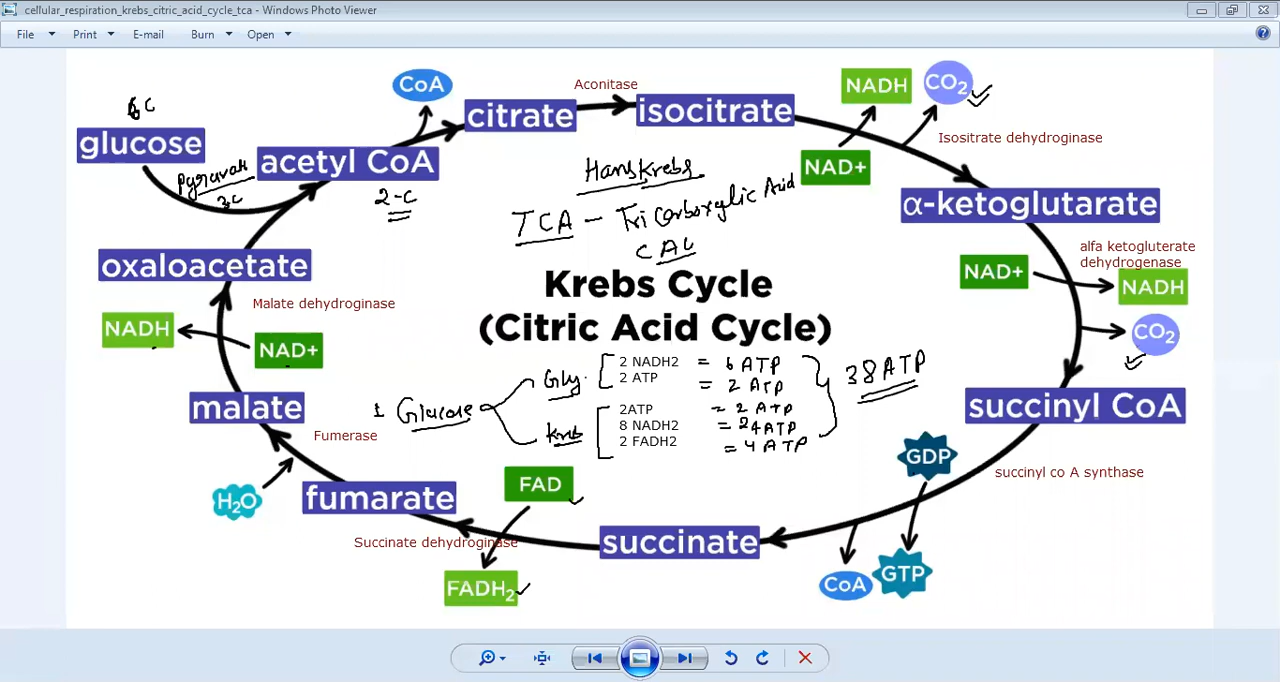 cellular_respiration_krebs_citric_acid_cycle_tca - Windows Photo Viewer
File Print E-mail Burn Open
6C
glucose
Pyruvate
3C
acetyl CoA
2-C
CoA
citrate
Aconitase
isocitrate
NADH
CO2
NAD+
Isositrate dehydroginase
Hans Krebs
TCA - Tri Carboxylic Acid
α-ketoglutarate
alfa ketogluterate
dehydrogenase
NAD+
NADH
CO2
oxaloacetate
Malate dehydroginase
NADH
NAD+
Krebs Cycle
(Citric Acid Cycle)
1 Glucose
Gly.
2 NADH2 = 6 ATP
2 ATP = 2 ATP
Kreb
2ATP = 2 ATP
8 NADH2 = 24 ATP
2 FADH2 = 4 ATP
38 ATP
malate
Fumerase
succinyl CoA
GDP
succinyl co A synthase
H2O
fumarate
FAD
Succinate dehydroginase
succinate
FADH2
CoA
GTP